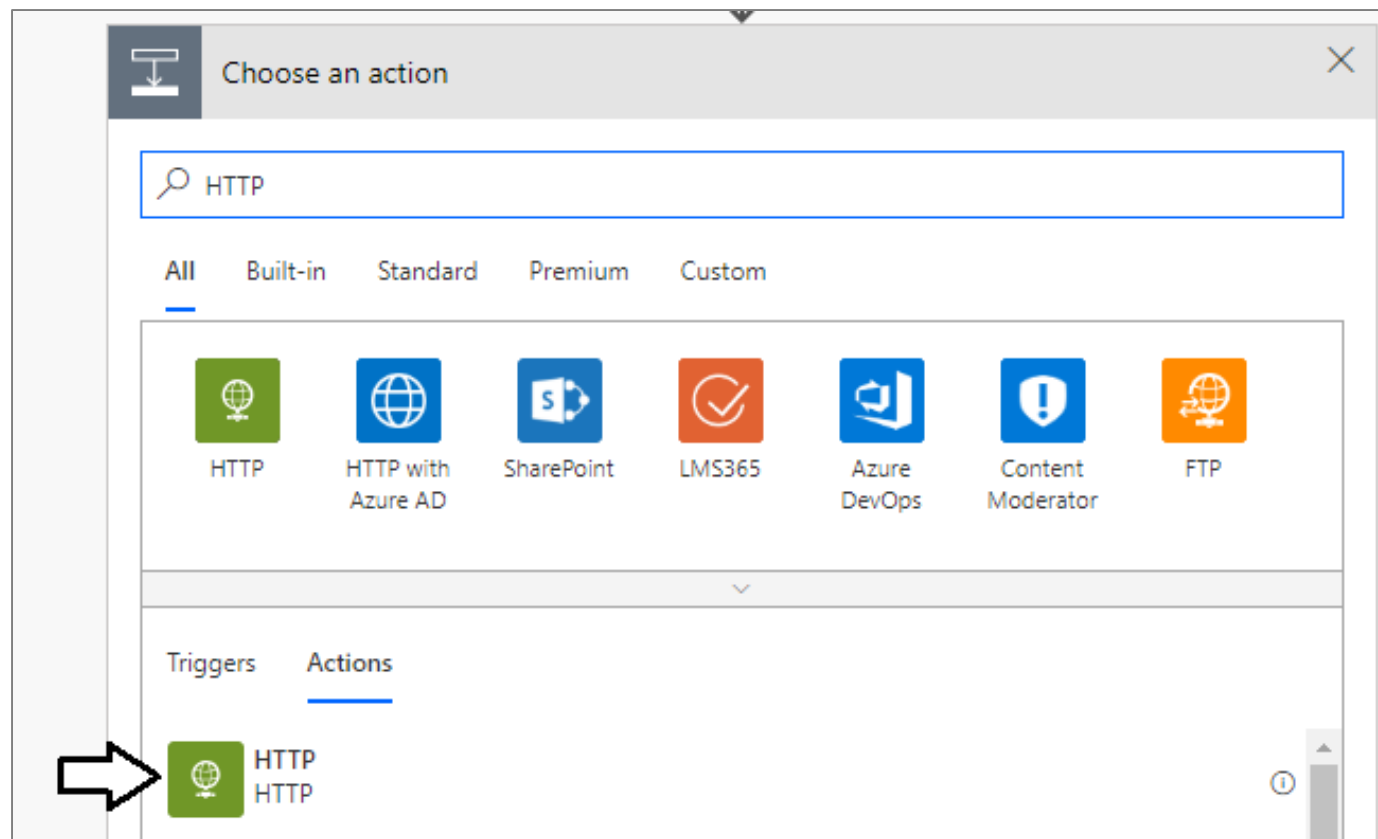 Choose an action
HTTP
All Built-in Standard Premium Custom
HTTP HTTP with Azure AD SharePoint LMS365 Azure DevOps Content Moderator FTP
Triggers Actions
HTTP
HTTP